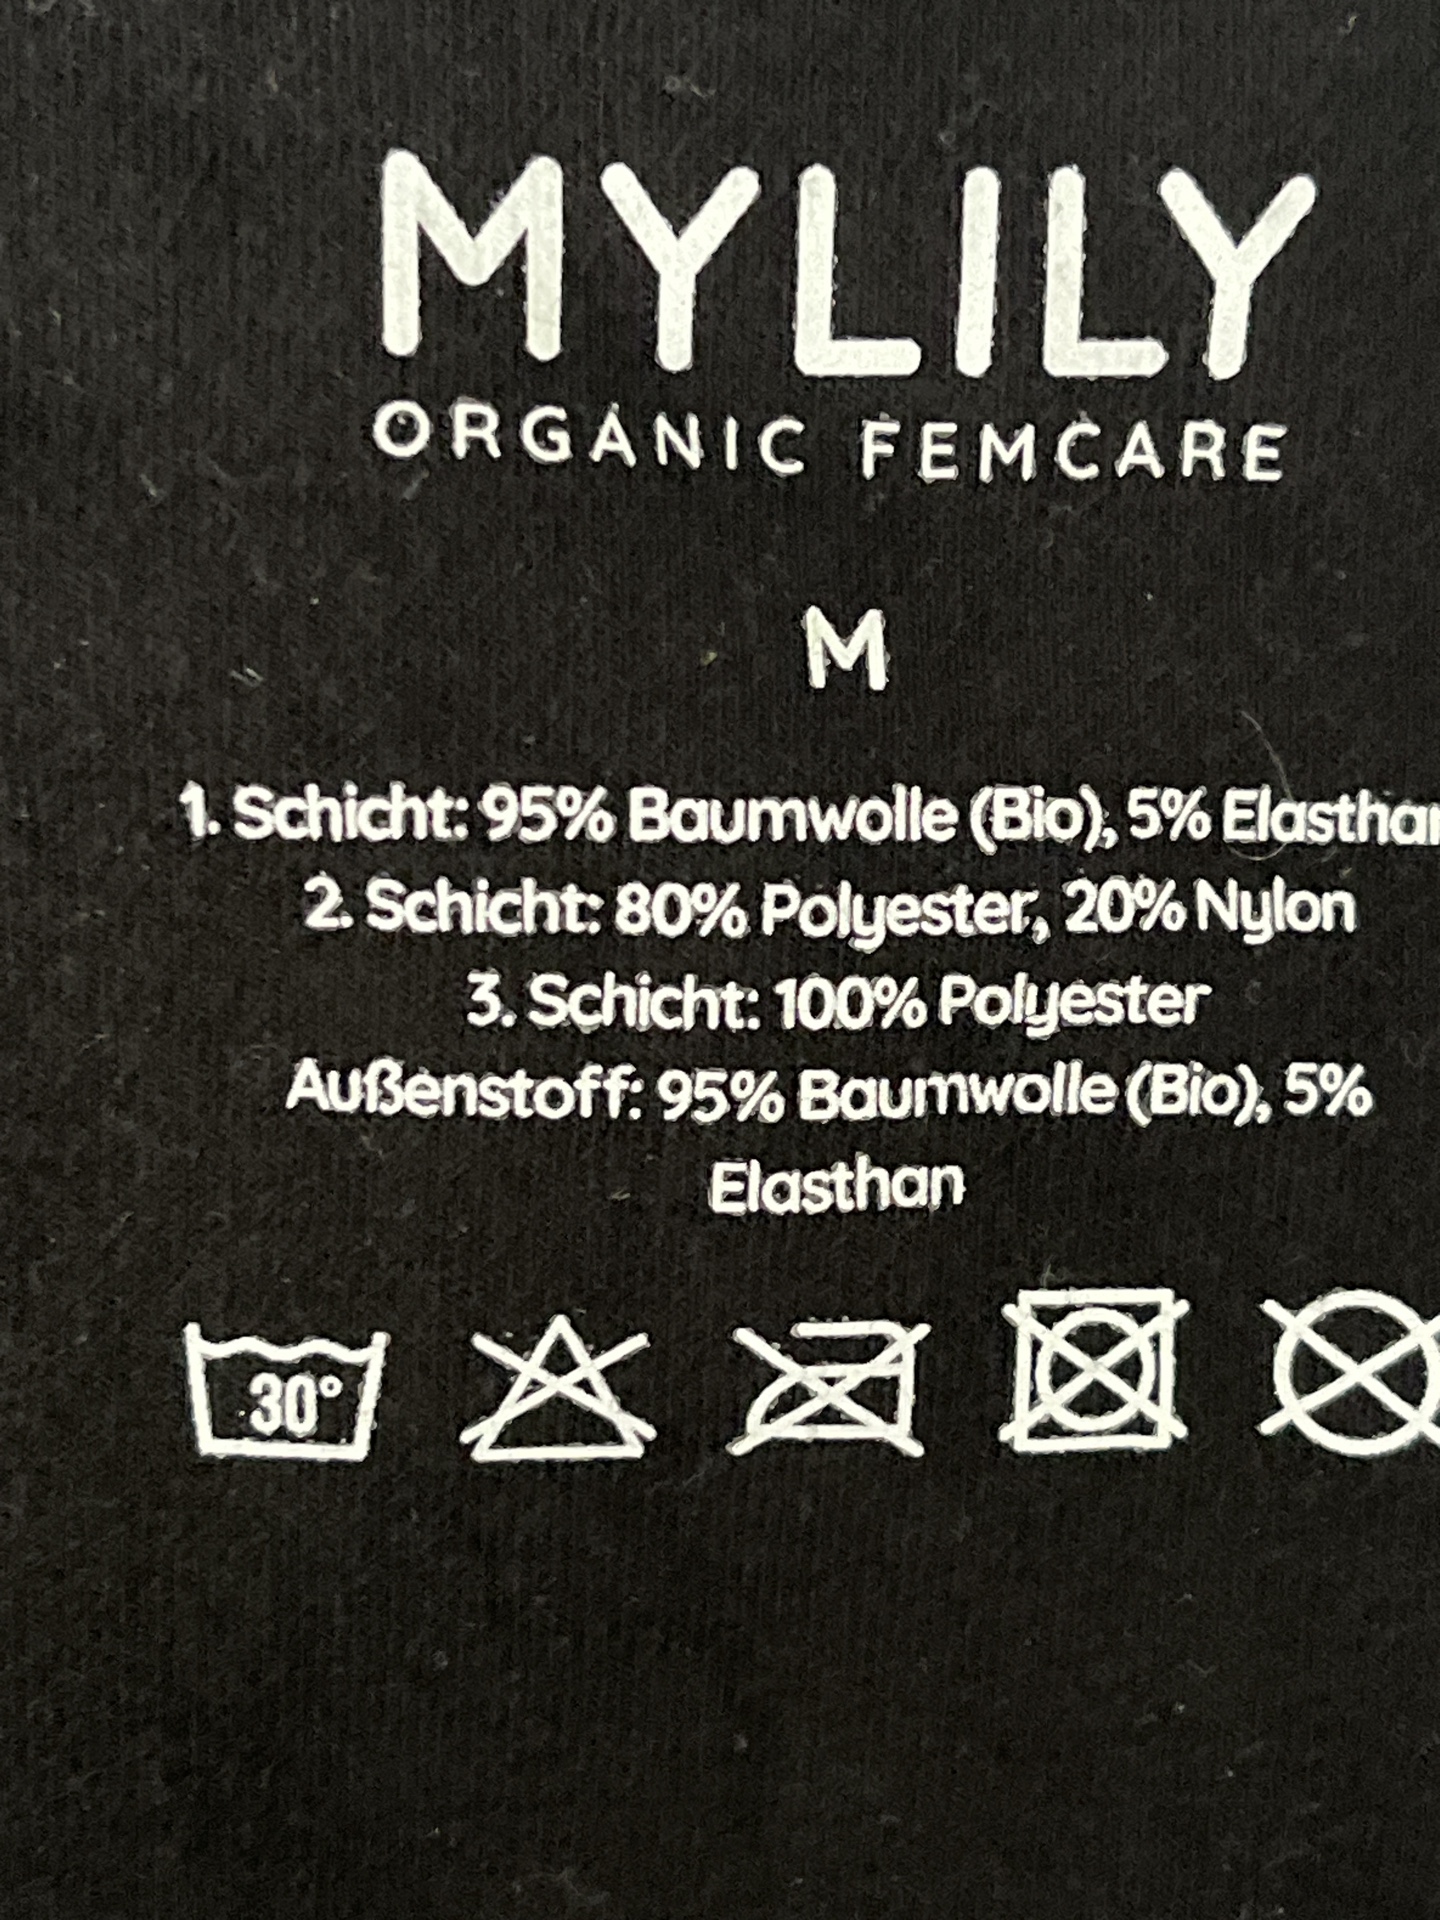 MYLILY
ORGANIC FEMCARE
M
1. Schicht: 95% Baumwolle (Bio), 5% Elasthan
2. Schicht: 80% Polyester, 20% Nylon
3. Schicht: 100% Polyester
Außenstoff: 95% Baumwolle (Bio), 5%
Elasthan
30°